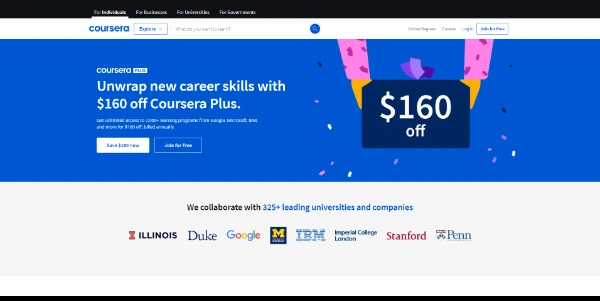 For Individuals For Businesses For Universities For Governments
coursera Explore What do you want to learn? Online Degrees Careers Log In Join for Free
coursera PLUS
Unwrap new career skills with
$160 off Coursera Plus.
Get unlimited access to 7,000+ learning programs from Google, Microsoft, IBM,
and more for $160 off, billed annually.
Save $160 now Join for Free
$160
off
We collaborate with 325+ leading universities and companies
I ILLINOIS Duke Google M IBM Imperial College
London Stanford Penn